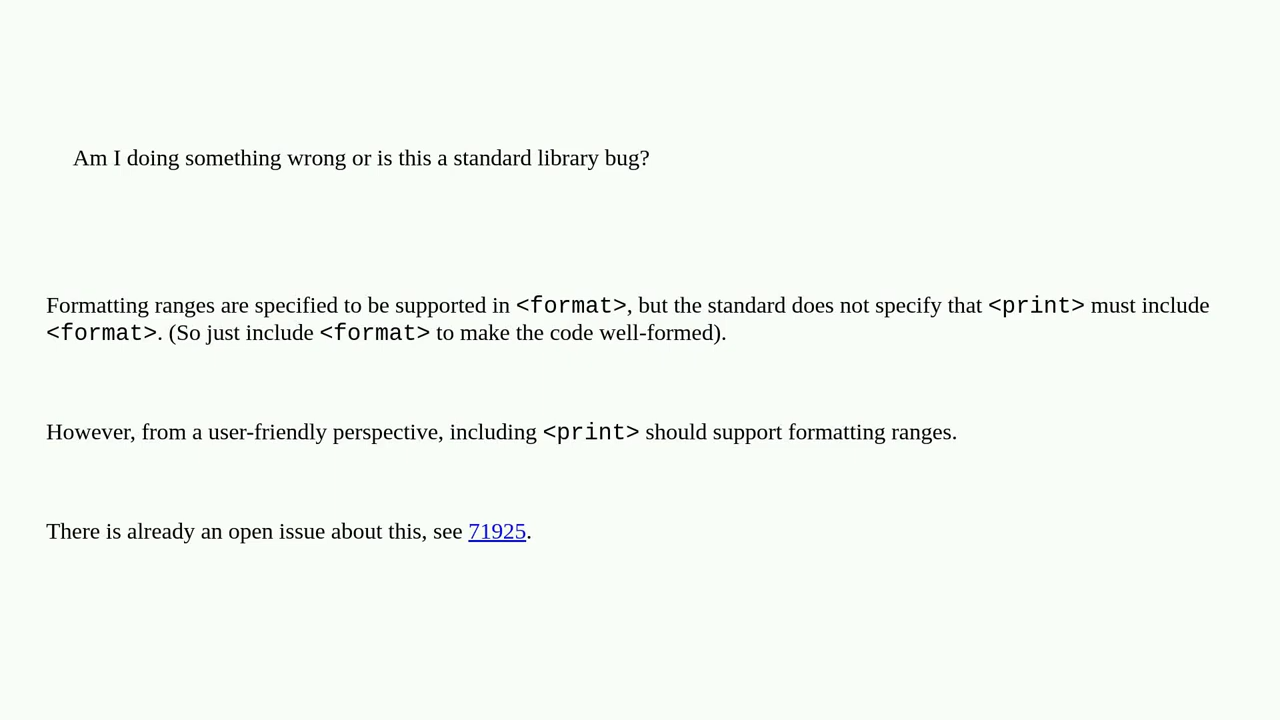 Am I doing something wrong or is this a standard library bug?
Formatting ranges are specified to be supported in <format>, but the standard does not specify that <print> must include
<format>. (So just include <format> to make the code well-formed).
However, from a user-friendly perspective, including <print> should support formatting ranges.
There is already an open issue about this, see 71925.